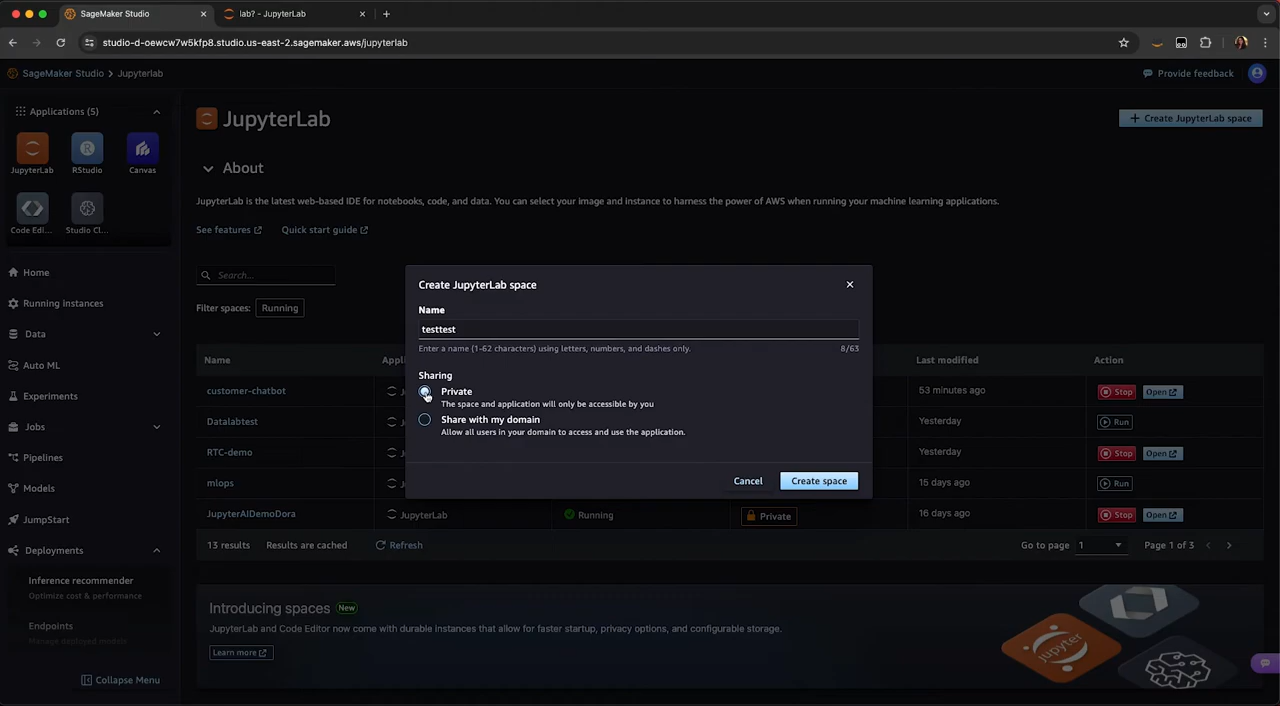 SageMaker Studio
lab? - JupyterLab
studio-d-oewcw7w5kfp8.studio.us-east-2.sagemaker.aws/jupyterlab
SageMaker Studio > Jupyterlab
Provide feedback
Applications (5)
JupyterLab
RStudio
Canvas
Code Edi...
Studio Cl...
Home
Running instances
Data
Auto ML
Experiments
Jobs
Pipelines
Models
JumpStart
Deployments
Inference recommender
Optimize cost & performance
Endpoints
Manage deployed models
Collapse Menu
JupyterLab
+ Create JupyterLab space
About
JupyterLab is the latest web-based IDE for notebooks, code, and data. You can select your image and instance to harness the power of AWS when running your machine learning applications.
See features
Quick start guide
Search...
Filter spaces: Running
Create JupyterLab space
Name
testtest
Enter a name (1-62 characters) using letters, numbers, and dashes only. 8/63
Sharing
Private
The space and application will only be accessible by you
Share with my domain
Allow all users in your domain to access and use the application.
Cancel
Create space
Name Last modified Action
customer-chatbot 53 minutes ago Stop Open
Datalabtest Yesterday Run
RTC-demo Yesterday Stop Open
mlops 15 days ago Run
JupyterAIDemoDora JupyterLab Running Private 16 days ago Stop Open
13 results Results are cached Refresh Go to page 1 Page 1 of 3
Introducing spaces New
JupyterLab and Code Editor now come with durable instances that allow for faster startup, privacy options, and configurable storage.
Learn more
jupyter